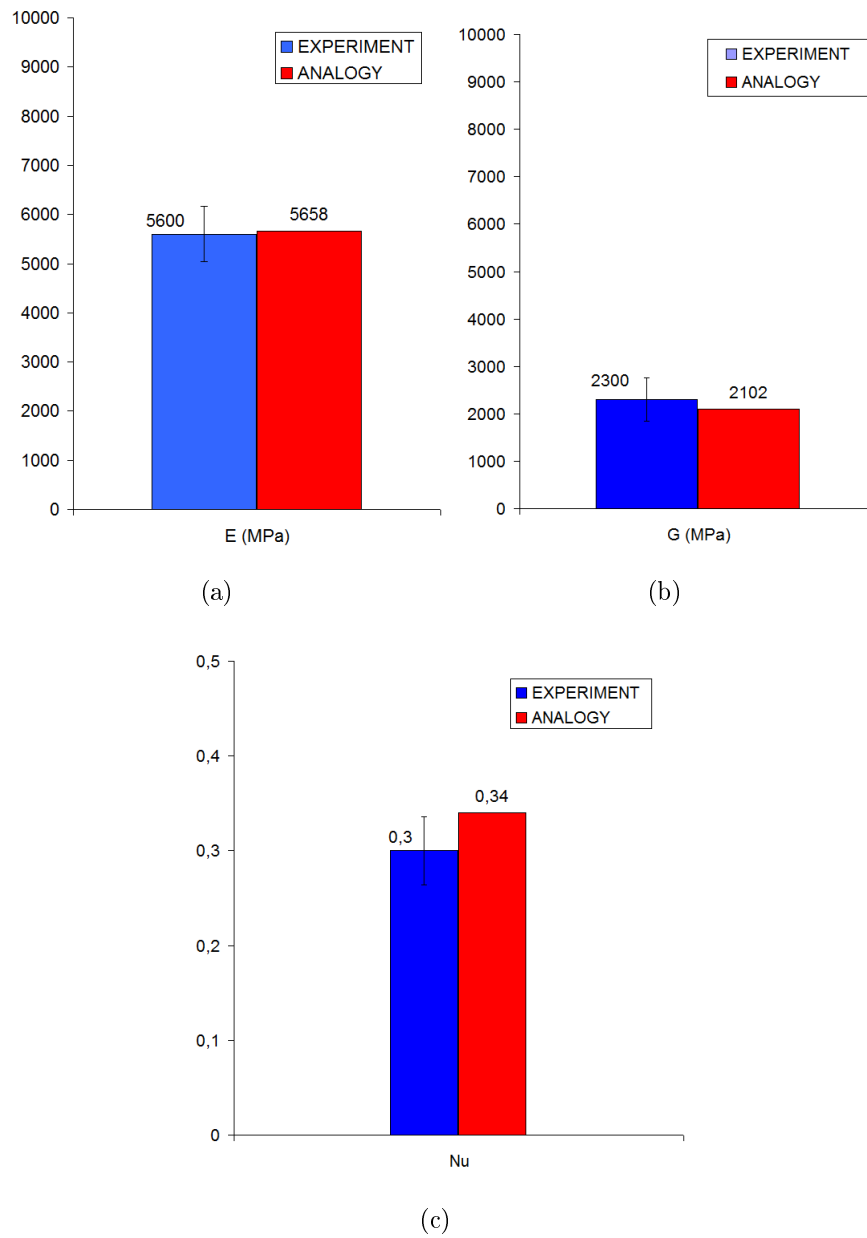 10000
9000
8000
7000
6000
5000
4000
3000
2000
1000
0
EXPERIMENT
ANALOGY
5600
5658
E (MPa)
(a)
10000
9000
8000
7000
6000
5000
4000
3000
2000
1000
0
EXPERIMENT
ANALOGY
2300
2102
G (MPa)
(b)
0,5
0,4
0,3
0,2
0,1
0
EXPERIMENT
ANALOGY
0,3
0,34
Nu
(c)